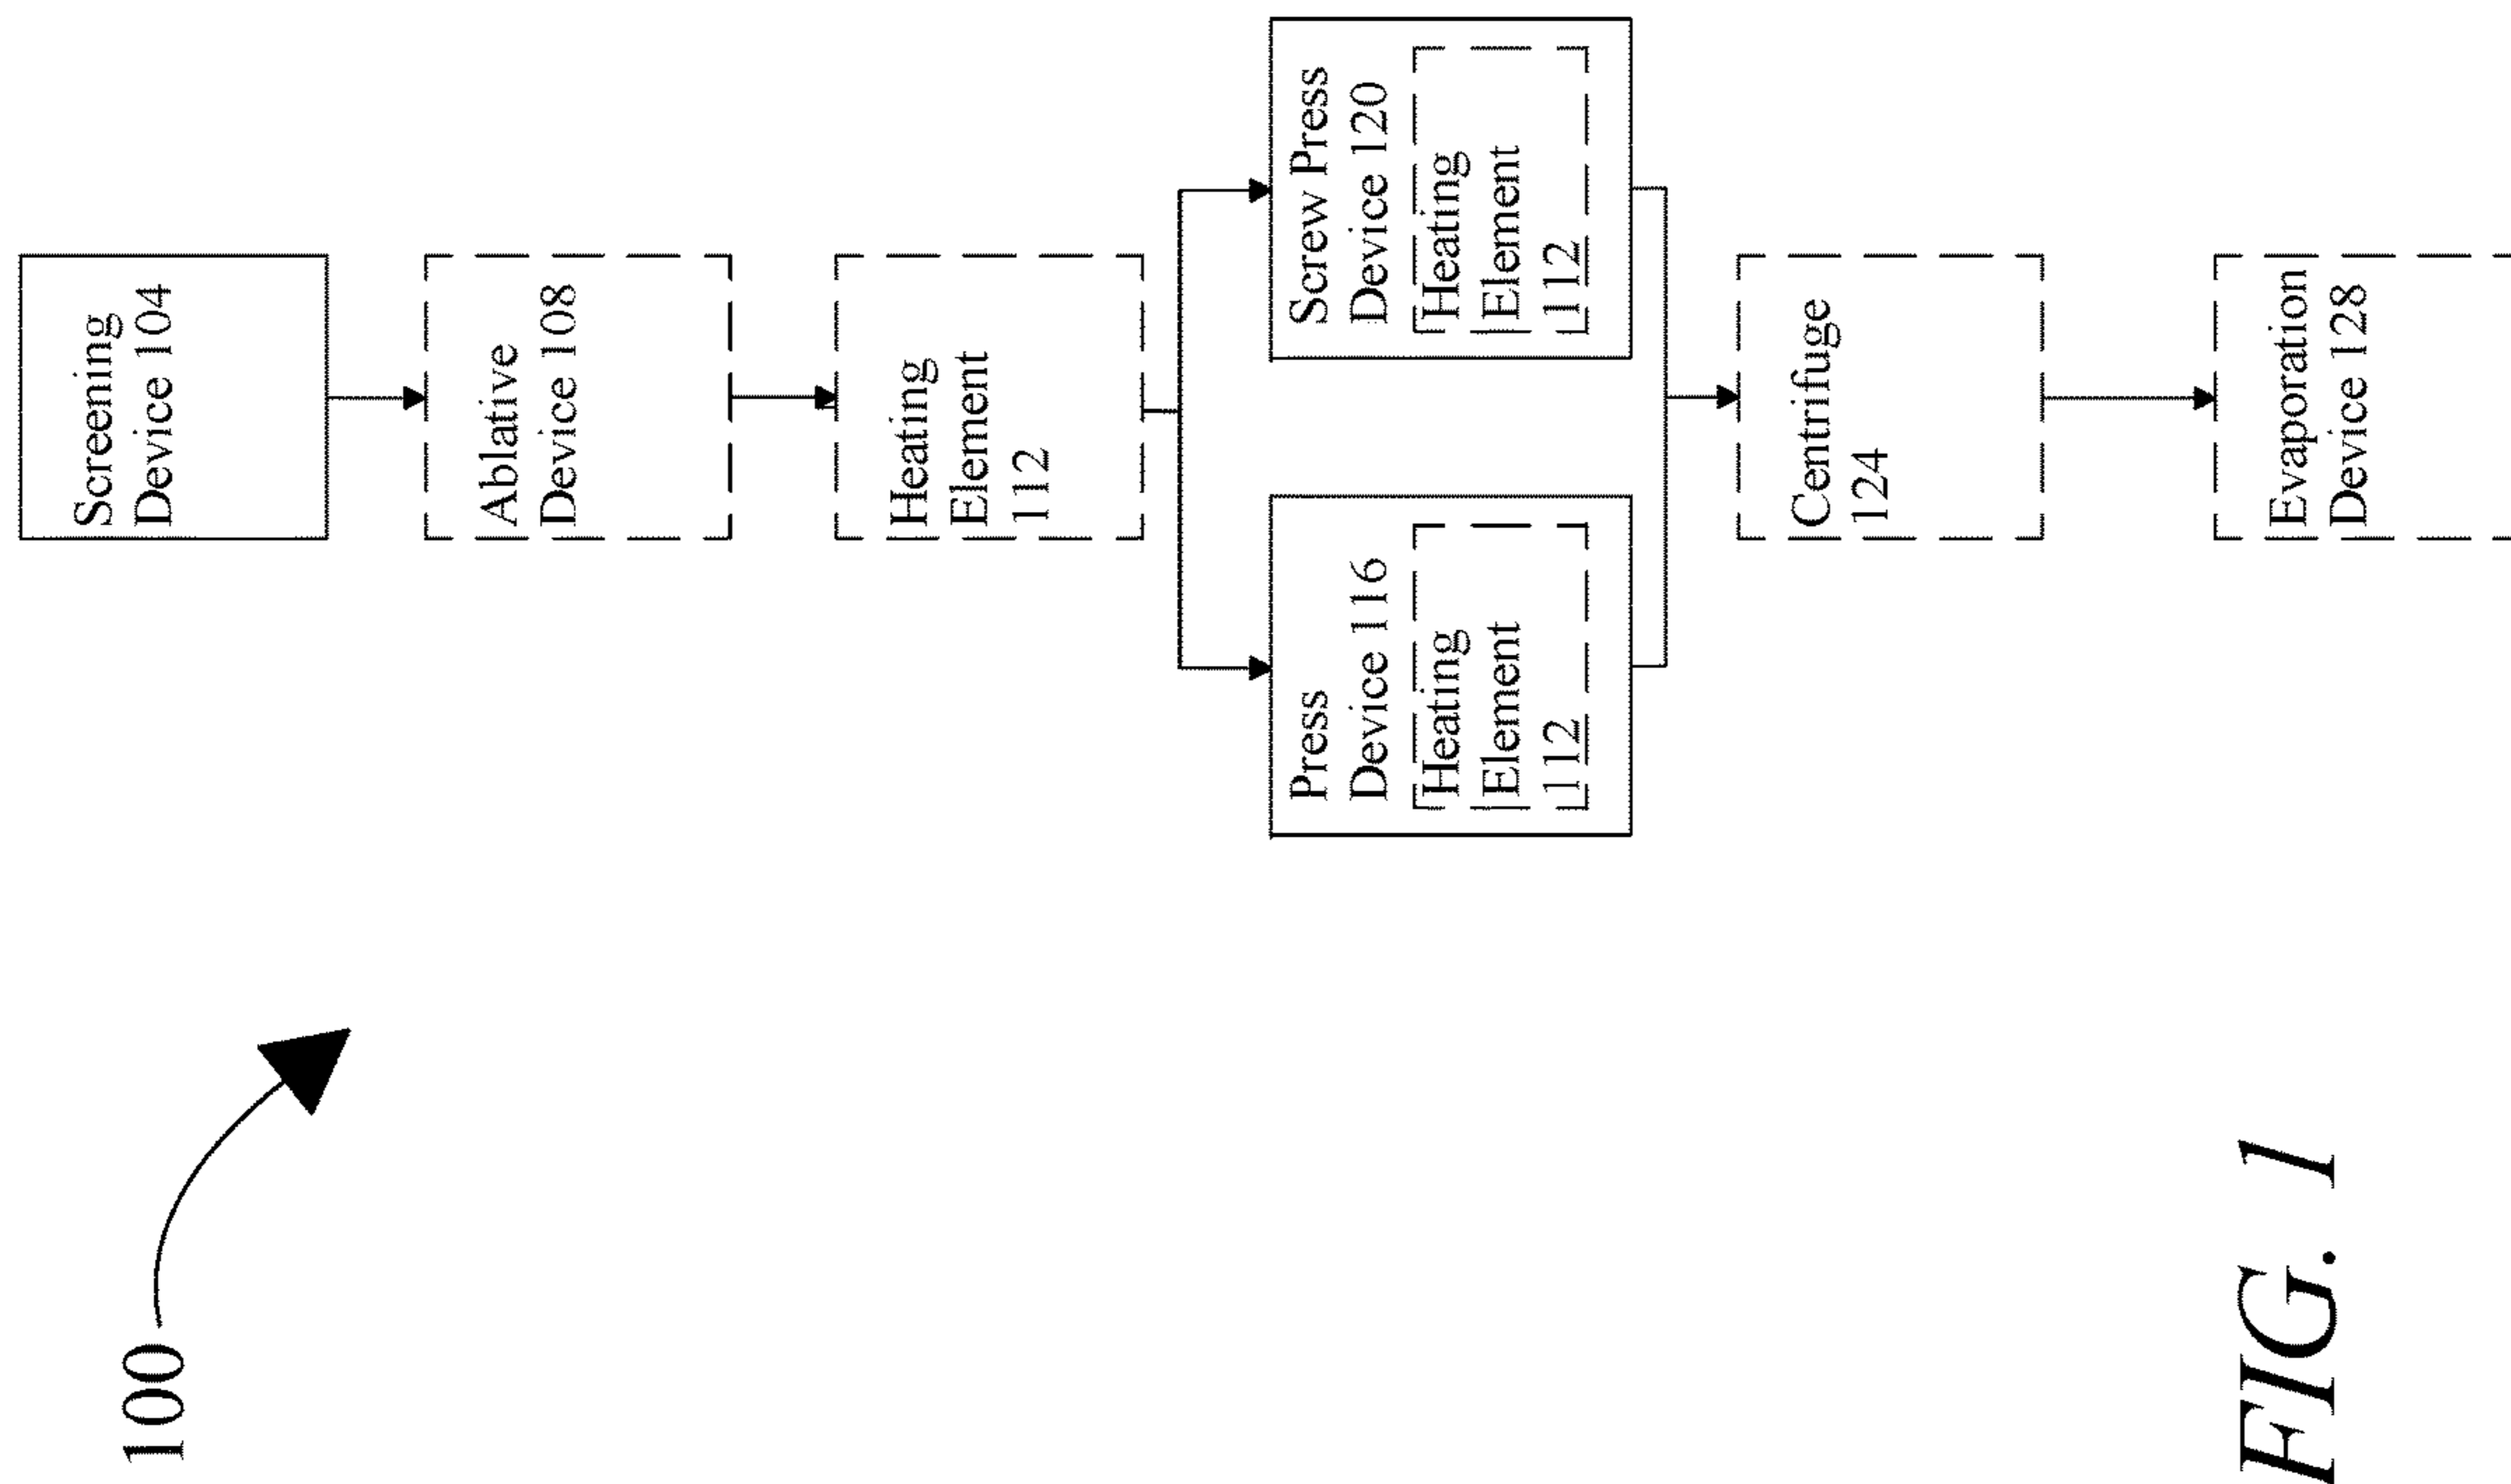 100
Screening
Device 104
Ablative
Device 108
Heating
Element
112
Press
Device 116
Heating
Element
112
Screw Press
Device 120
Heating
Element
112
Centrifuge
124
Evaporation
Device 128
FIG. 1